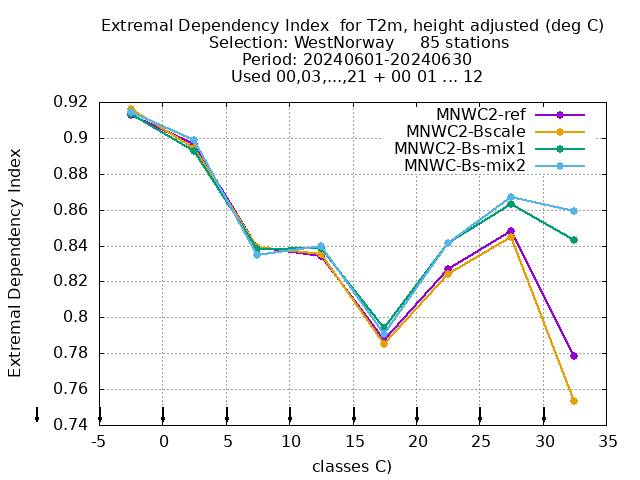 Extremal Dependency Index  for T2m, height adjusted (deg C)
Selection: WestNorway     85 stations
Period: 20240601-20240630
Used 00,03,...,21 + 00 01 ... 12
MNWC2-ref
MNWC2-Bscale
MNWC2-Bs-mix1
MNWC-Bs-mix2
Extremal Dependency Index
0.92
0.9
0.88
0.86
0.84
0.82
0.8
0.78
0.76
0.74
-5 0 5 10 15 20 25 30 35
classes C)